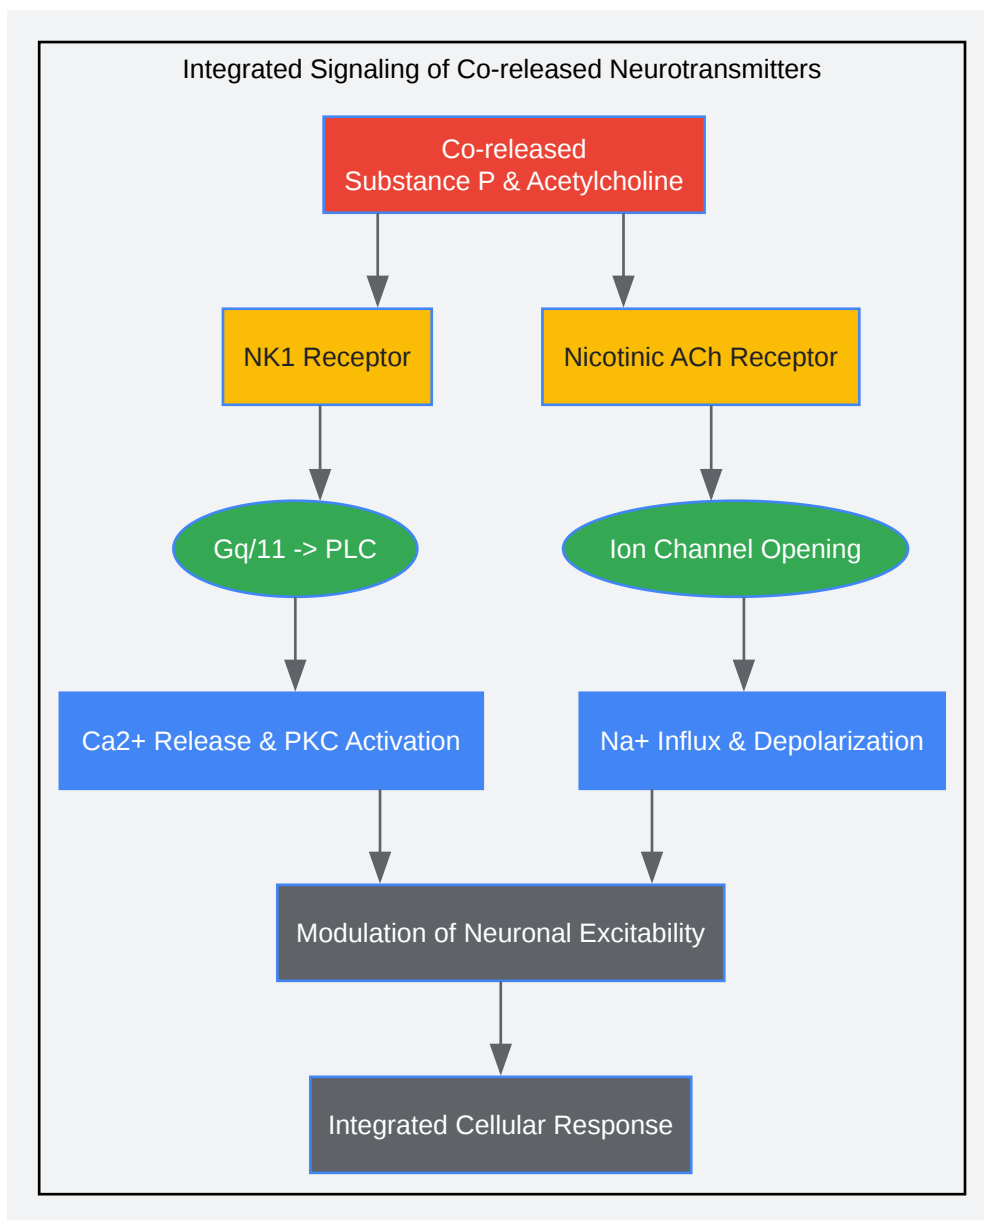 Integrated Signaling of Co-released Neurotransmitters
Co-released
Substance P & Acetylcholine
NK1 Receptor
Nicotinic ACh Receptor
Gq/11 -> PLC
Ion Channel Opening
Ca2+ Release & PKC Activation
Na+ Influx & Depolarization
Modulation of Neuronal Excitability
Integrated Cellular Response